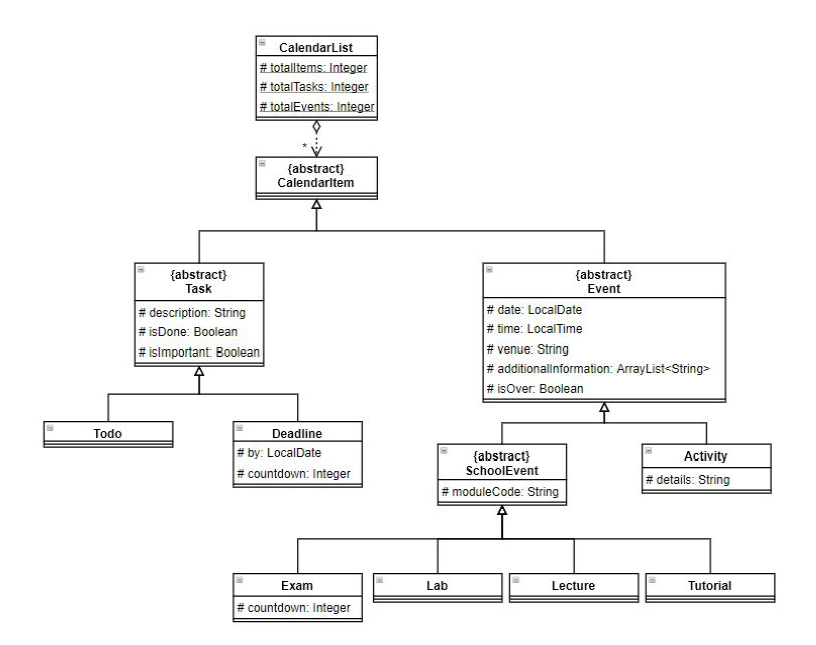 CalendarList
# totalItems: Integer
# totalTasks: Integer
# totalEvents: Integer
*
{abstract}
CalendarItem
{abstract}
Task
# description: String
# isDone: Boolean
# isImportant: Boolean
{abstract}
Event
# date: LocalDate
# time: LocalTime
# venue: String
# additionalInformation: ArrayList<String>
# isOver: Boolean
Todo
Deadline
# by: LocalDate
# countdown: Integer
{abstract}
SchoolEvent
# moduleCode: String
Activity
# details: String
Exam
# countdown: Integer
Lab
Lecture
Tutorial